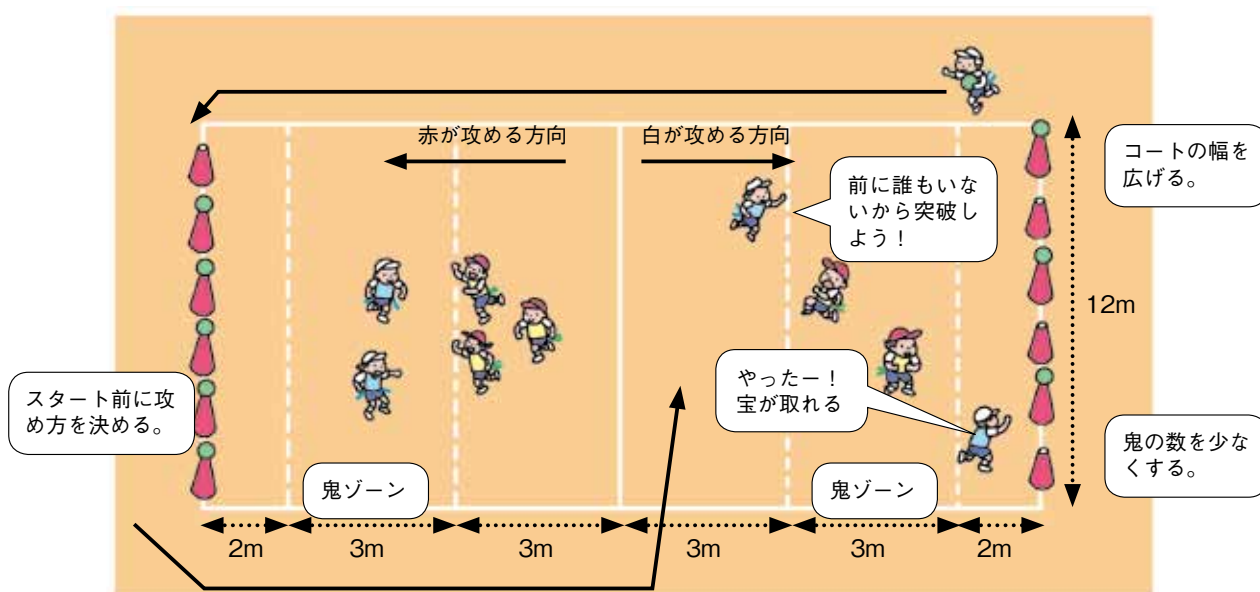 赤が攻める方向
白が攻める方向
コートの幅を
広げる。
前に誰もいな
いから突破し
よう！
12m
やったー！
宝が取れる
スタート前に攻
め方を決める。
鬼の数を少な
くする。
鬼ゾーン
鬼ゾーン
2m
3m
3m
3m
3m
2m